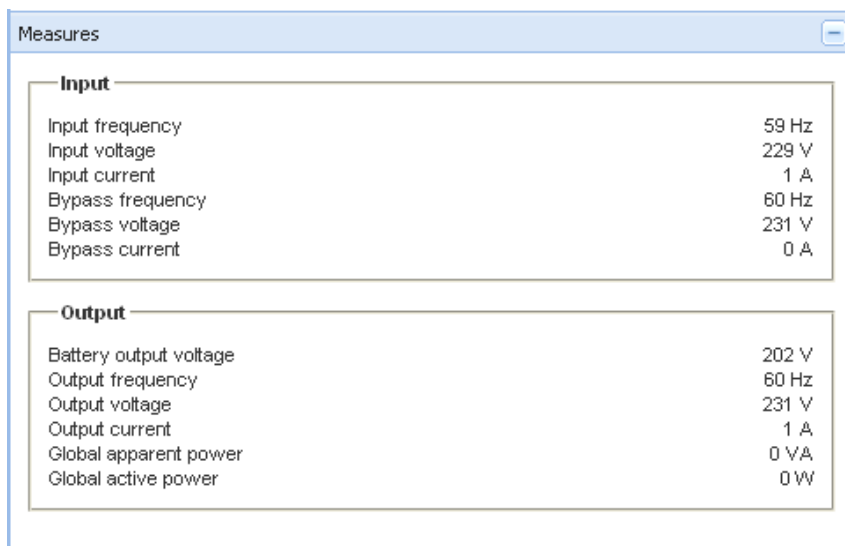 Measures
Input
Input frequency 59 Hz
Input voltage 229 V
Input current 1 A
Bypass frequency 60 Hz
Bypass voltage 231 V
Bypass current 0 A
Output
Battery output voltage 202 V
Output frequency 60 Hz
Output voltage 231 V
Output current 1 A
Global apparent power 0 VA
Global active power 0 W